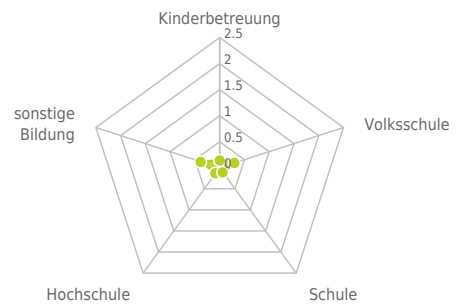 Kinderbetreuung
2.5
2
1.5
1
0.5
0
Volksschule
Schule
Hochschule
sonstige
Bildung